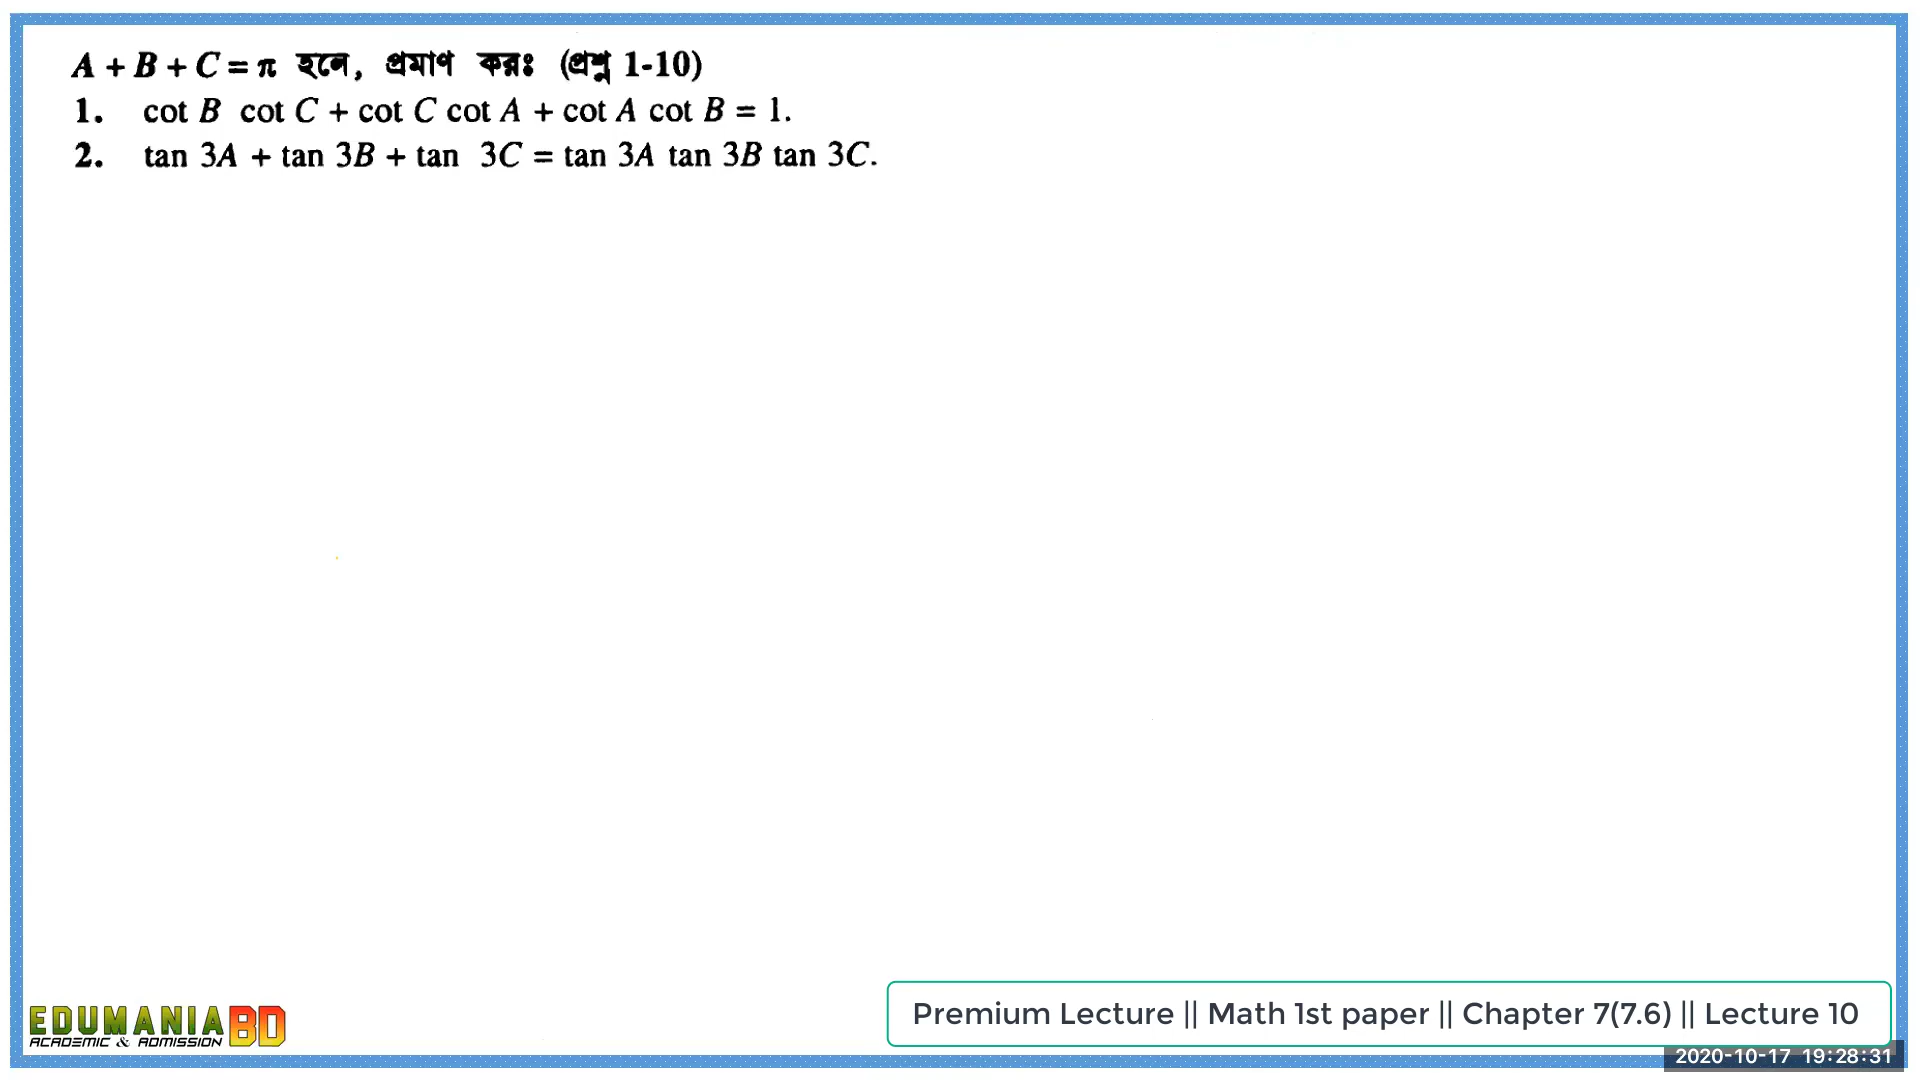 A + B + C = π হলে, প্রমাণ করঃ (প্রশ্ন 1-10)
1. cot B cot C + cot C cot A + cot A cot B = 1.
2. tan 3A + tan 3B + tan 3C = tan 3A tan 3B tan 3C.
EDUMANIA BD
ACADEMIC & ADMISSION
Premium Lecture || Math 1st paper || Chapter 7(7.6) || Lecture 10
2020-10-17 19:28:31